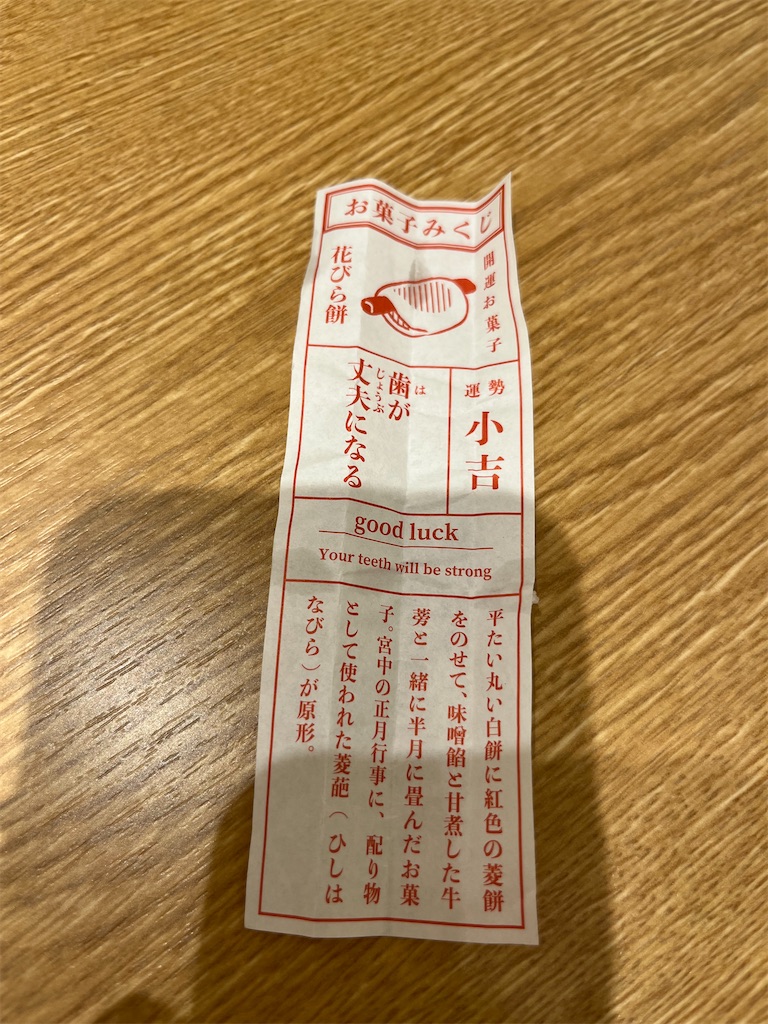 お菓子みくじ
開運お菓子
花びら餅
運勢
小吉
歯が
は
丈夫になる
じょうぶ
good luck
Your teeth will be strong
平たい丸い白餅に紅色の菱餅
をのせて、味噌餡と甘煮した牛
蒡と一緒に半月に畳んだお菓
子。宮中の正月行事に、配り物
として使われた菱葩（ひしは
なびら）が原形。